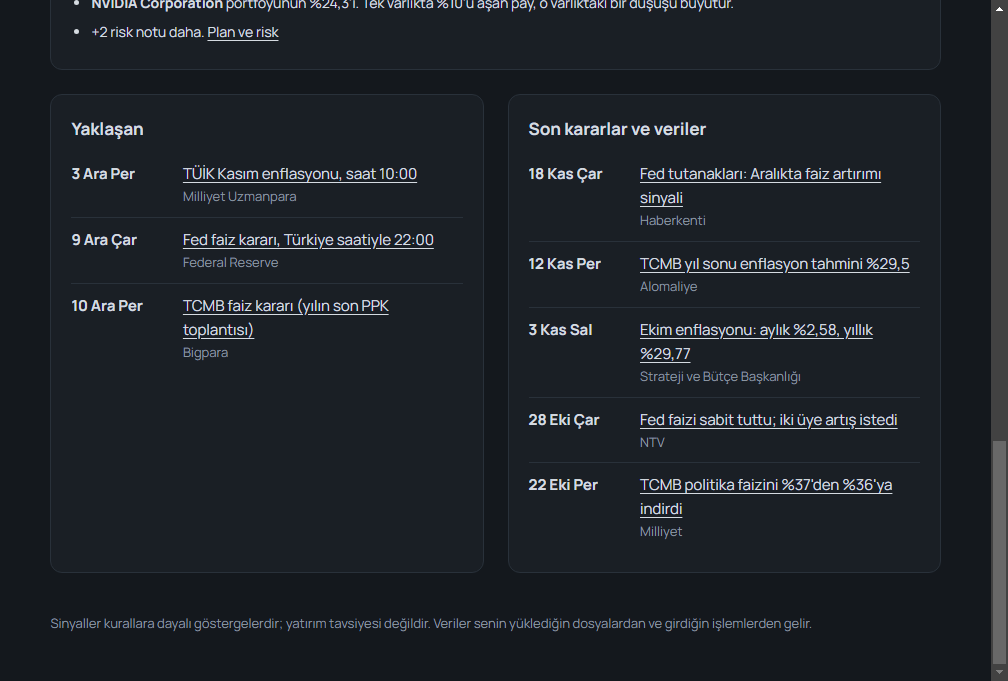 NVIDIA Corporation portföyünün %24,31'i. Tek varlıkta %10'u aşan pay, o varlıktaki bir düşüşü büyütür.
+2 risk notu daha. Plan ve risk
Yaklaşan
3 Ara Per
TÜİK Kasım enflasyonu, saat 10:00
Milliyet Uzmanpara
9 Ara Çar
Fed faiz kararı, Türkiye saatiyle 22:00
Federal Reserve
10 Ara Per
TCMB faiz kararı (yılın son PPK
toplantısı)
Bigpara
Son kararlar ve veriler
18 Kas Çar
Fed tutanakları: Aralıkta faiz artırımı
sinyali
Haberkenti
12 Kas Per
TCMB yıl sonu enflasyon tahmini %29,5
Alomaliye
3 Kas Sal
Ekim enflasyonu: aylık %2,58, yıllık
%29,77
Strateji ve Bütçe Başkanlığı
28 Eki Çar
Fed faizi sabit tuttu; iki üye artış istedi
NTV
22 Eki Per
TCMB politika faizini %37'den %36'ya
indirdi
Milliyet
Sinyaller kurallara dayalı göstergelerdir; yatırım tavsiyesi değildir. Veriler senin yüklediğin dosyalardan ve girdiğin işlemlerden gelir.